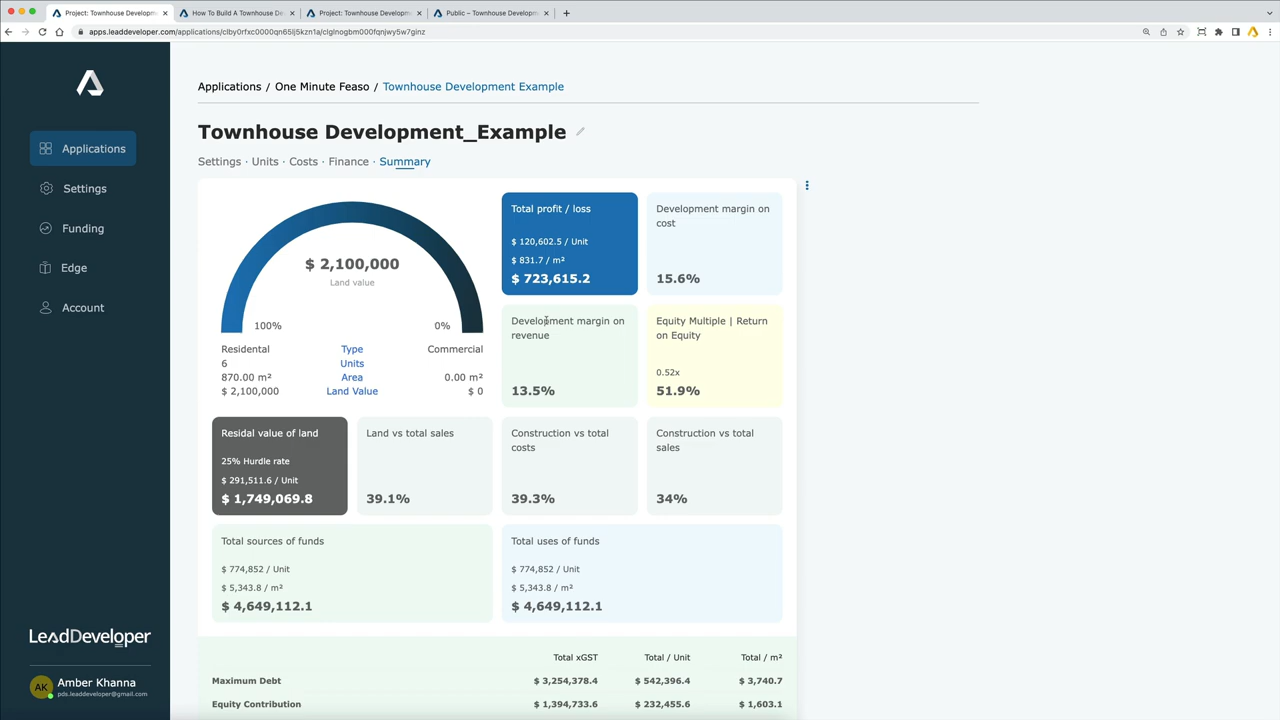 Project: Townhouse Developm
How To Build A Townhouse De
Project: Townhouse Developm
Public – Townhouse Developm
apps.leaddeveloper.com/applications/clby0rfxc0000qn65lj5kzn1a/clglnogbm000fqnjwy5w7ginz
Applications
Settings
Funding
Edge
Account
LeadDeveloper
AK
Amber Khanna
pds.leaddeveloper@gmail.com
Applications / One Minute Feaso / Townhouse Development Example
Townhouse Development_Example
Settings · Units · Costs · Finance · Summary
$ 2,100,000
Land value
100% 0%
Residental Type Commercial
6 Units
870.00 m² Area 0.00 m²
$ 2,100,000 Land Value $ 0
Total profit / loss
$ 120,602.5 / Unit
$ 831.7 / m²
$ 723,615.2
Development margin on
cost
15.6%
Development margin on
revenue
13.5%
Equity Multiple | Return
on Equity
0.52x
51.9%
Residal value of land
25% Hurdle rate
$ 291,511.6 / Unit
$ 1,749,069.8
Land vs total sales
39.1%
Construction vs total
costs
39.3%
Construction vs total
sales
34%
Total sources of funds
$ 774,852 / Unit
$ 5,343.8 / m²
$ 4,649,112.1
Total uses of funds
$ 774,852 / Unit
$ 5,343.8 / m²
$ 4,649,112.1
Total xGST Total / Unit Total / m²
Maximum Debt $ 3,254,378.4 $ 542,396.4 $ 3,740.7
Equity Contribution $ 1,394,733.6 $ 232,455.6 $ 1,603.1